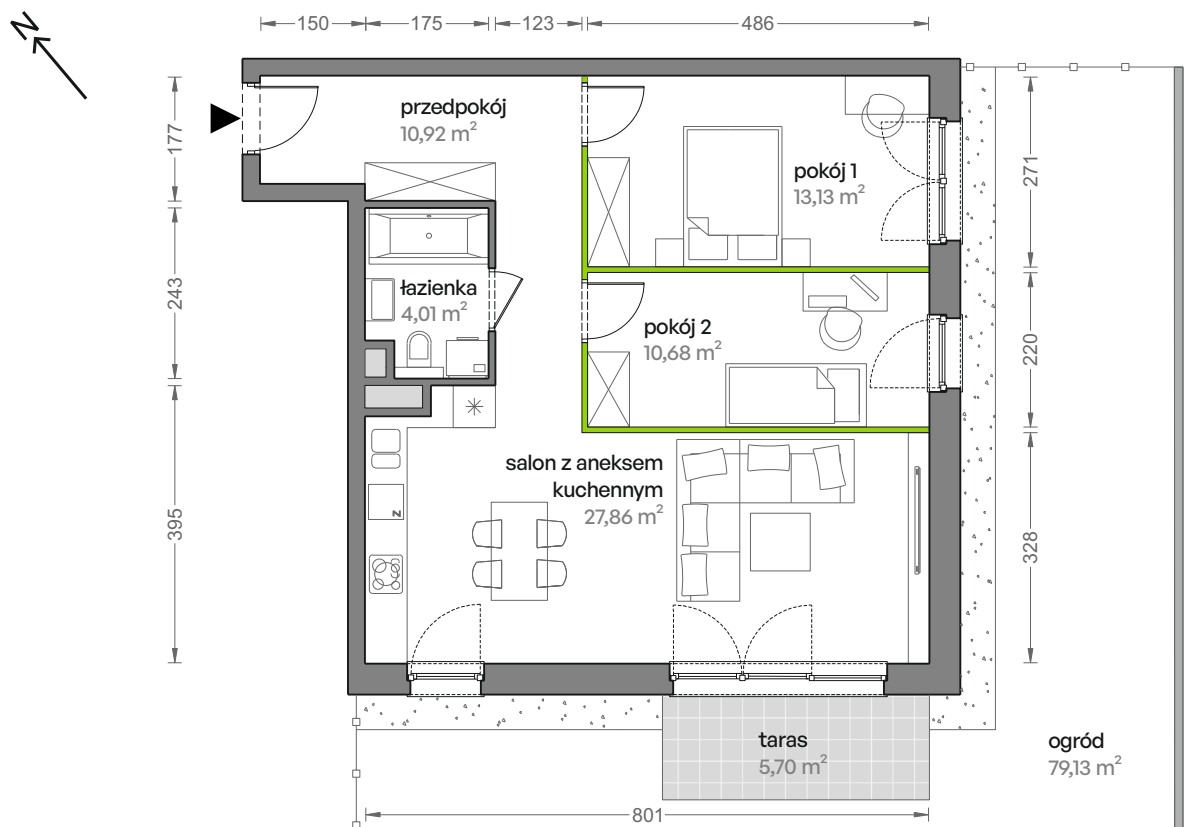 N
150
175
123
486
177
243
395
przedpokój
10,92 m²
pokój 1
13,13 m²
łazienka
4,01 m²
pokój 2
10,68 m²
salon z aneksem
kuchennym
27,86 m²
z
271
220
328
taras
5,70 m²
ogród
79,13 m²
801